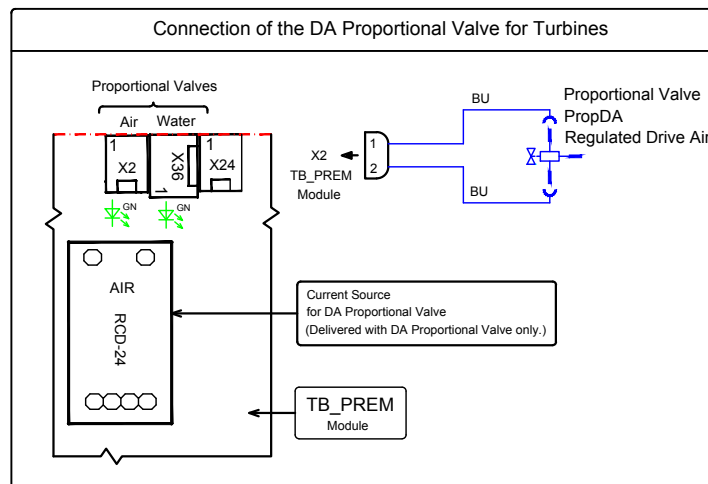 Connection of the DA Proportional Valve for Turbines
Proportional Valves
Air Water
1
X2
X36
1
X24
GN
GN
AIR
RCD-24
BU
BU
1
2
X2
TB_PREM
Module
Proportional Valve
PropDA
Regulated Drive Air
Current Source
for DA Proportional Valve
(Delivered with DA Proportional Valve only.)
TB_PREM
Module